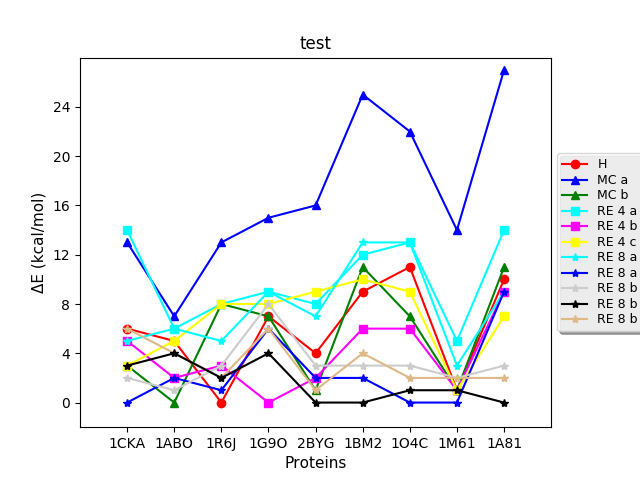 test
ΔE (kcal/mol)
24
20
16
12
8
4
0
1CKA 1ABO 1R6J 1G9O 2BYG 1BM2 1O4C 1M61 1A81
Proteins
H
MC a
MC b
RE 4 a
RE 4 b
RE 4 c
RE 8 a
RE 8 a
RE 8 b
RE 8 b
RE 8 b